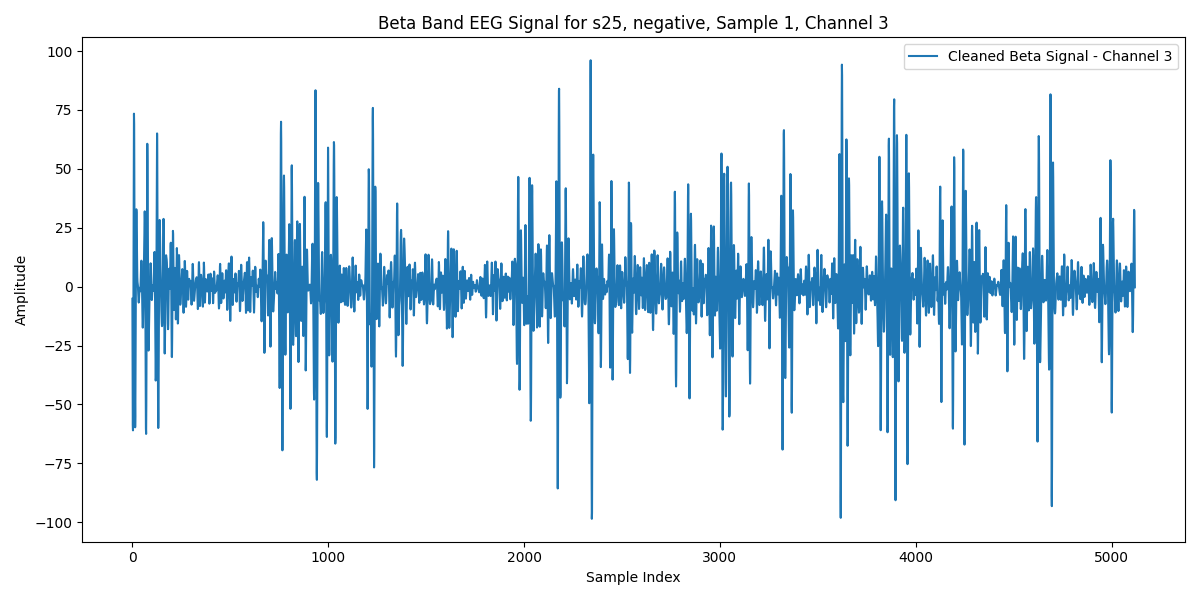 Beta Band EEG Signal for s25, negative, Sample 1, Channel 3
Cleaned Beta Signal - Channel 3
Amplitude
100
75
50
25
0
−25
−50
−75
−100
0 1000 2000 3000 4000 5000
Sample Index